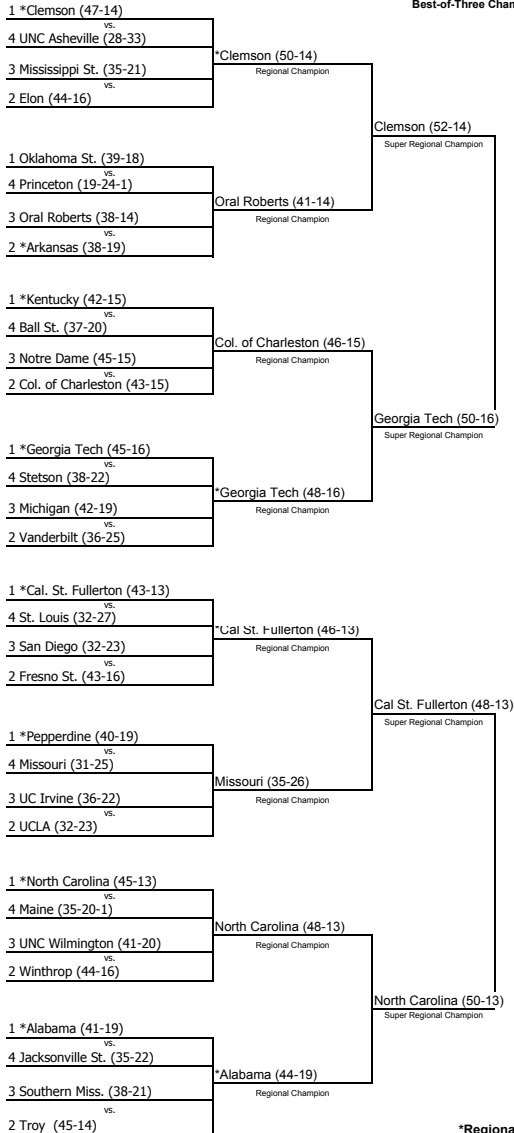 Best-of-Three Cham
1 *Clemson (47-14)
vs.
4 UNC Asheville (28-33)
*Clemson (50-14)
Regional Champion
3 Mississippi St. (35-21)
vs.
2 Elon (44-16)
Clemson (52-14)
Super Regional Champion
1 Oklahoma St. (39-18)
vs.
4 Princeton (19-24-1)
Oral Roberts (41-14)
Regional Champion
3 Oral Roberts (38-14)
vs.
2 *Arkansas (38-19)
1 *Kentucky (42-15)
vs.
4 Ball St. (37-20)
Col. of Charleston (46-15)
Regional Champion
3 Notre Dame (45-15)
vs.
2 Col. of Charleston (43-15)
Georgia Tech (50-16)
Super Regional Champion
1 *Georgia Tech (45-16)
vs.
4 Stetson (38-22)
*Georgia Tech (48-16)
Regional Champion
3 Michigan (42-19)
vs.
2 Vanderbilt (36-25)
1 *Cal. St. Fullerton (43-13)
vs.
4 St. Louis (32-27)
*Cal St. Fullerton (46-13)
Regional Champion
3 San Diego (32-23)
vs.
2 Fresno St. (43-16)
Cal St. Fullerton (48-13)
Super Regional Champion
1 *Pepperdine (40-19)
vs.
4 Missouri (31-25)
Missouri (35-26)
Regional Champion
3 UC Irvine (36-22)
vs.
2 UCLA (32-23)
1 *North Carolina (45-13)
vs.
4 Maine (35-20-1)
North Carolina (48-13)
Regional Champion
3 UNC Wilmington (41-20)
vs.
2 Winthrop (44-16)
North Carolina (50-13)
Super Regional Champion
1 *Alabama (41-19)
vs.
4 Jacksonville St. (35-22)
*Alabama (44-19)
Regional Champion
3 Southern Miss. (38-21)
vs.
2 Troy (45-14)
*Regiona